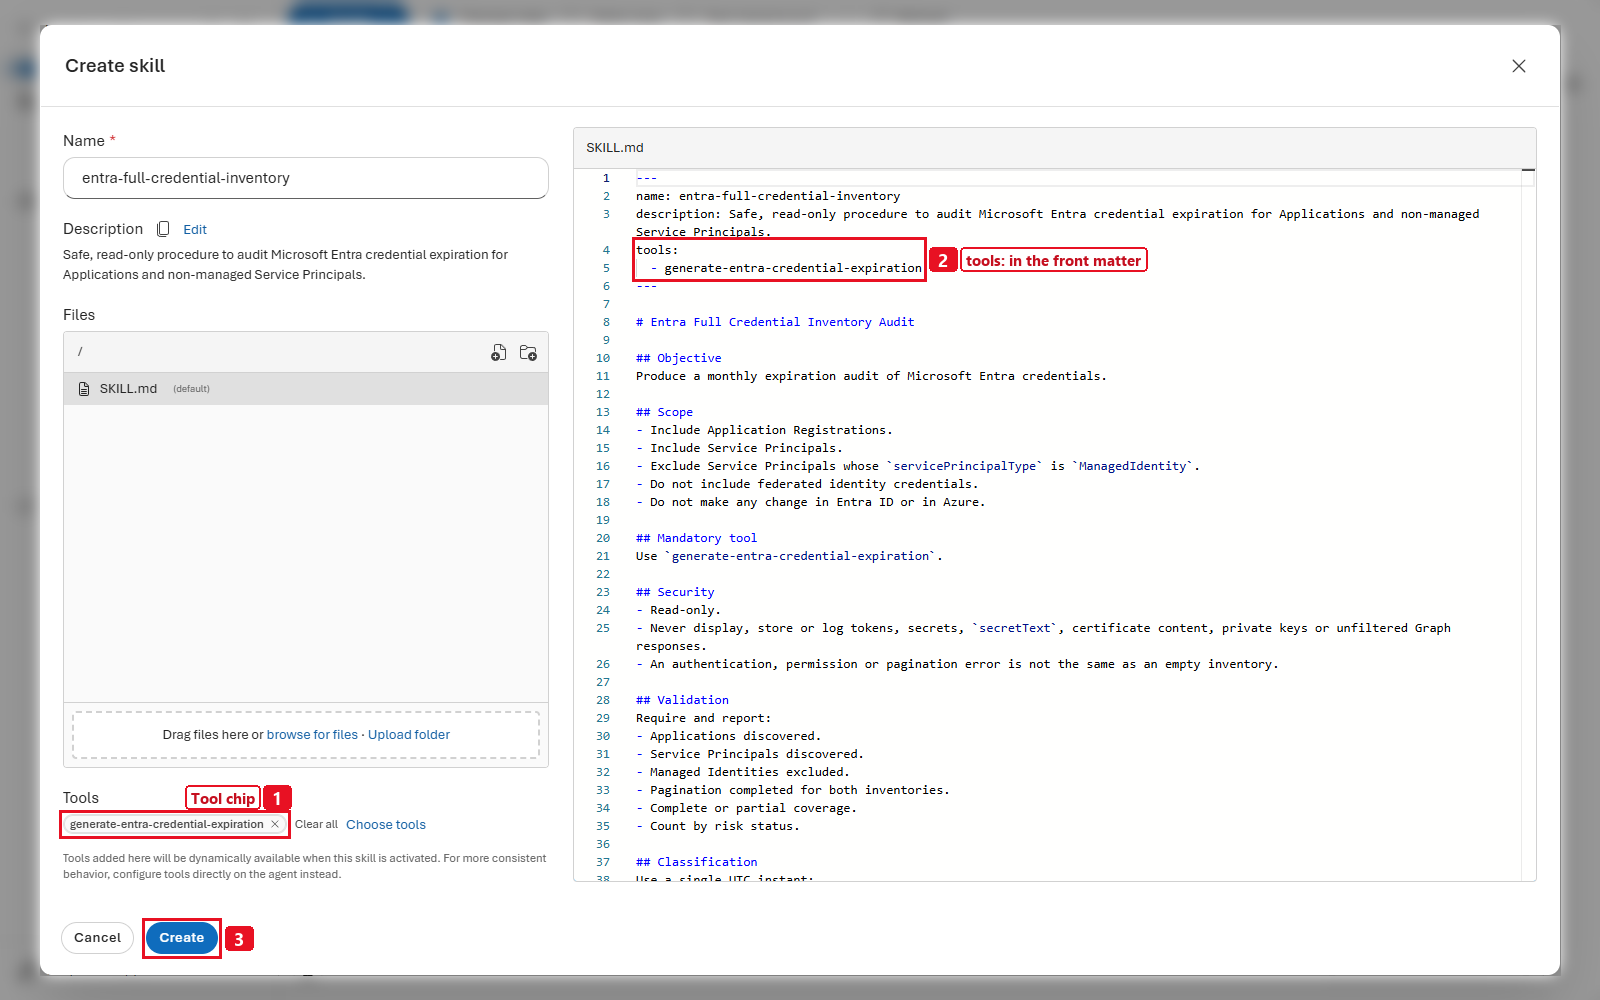 Create skill
Name *
entra-full-credential-inventory
Description Edit
Safe, read-only procedure to audit Microsoft Entra credential expiration for
Applications and non-managed Service Principals.
Files
/
SKILL.md (default)
Drag files here or browse for files · Upload folder
Tools
Tool chip 1
generate-entra-credential-expiration × Clear all Choose tools
Tools added here will be dynamically available when this skill is activated. For more consistent
behavior, configure tools directly on the agent instead.
Cancel Create 3
SKILL.md
1 ---
2 name: entra-full-credential-inventory
3 description: Safe, read-only procedure to audit Microsoft Entra credential expiration for Applications and non-managed
Service Principals.
4 tools:
5 - generate-entra-credential-expiration
2 tools: in the front matter
6 ---
7
8 # Entra Full Credential Inventory Audit
9
10 ## Objective
11 Produce a monthly expiration audit of Microsoft Entra credentials.
12
13 ## Scope
14 - Include Application Registrations.
15 - Include Service Principals.
16 - Exclude Service Principals whose `servicePrincipalType` is `ManagedIdentity`.
17 - Do not include federated identity credentials.
18 - Do not make any change in Entra ID or in Azure.
19
20 ## Mandatory tool
21 Use `generate-entra-credential-expiration`.
22
23 ## Security
24 - Read-only.
25 - Never display, store or log tokens, secrets, `secretText`, certificate content, private keys or unfiltered Graph
responses.
26 - An authentication, permission or pagination error is not the same as an empty inventory.
27
28 ## Validation
29 Require and report:
30 - Applications discovered.
31 - Service Principals discovered.
32 - Managed Identities excluded.
33 - Pagination completed for both inventories.
34 - Complete or partial coverage.
35 - Count by risk status.
36
37 ## Classification
38 Use a single UTC instant: